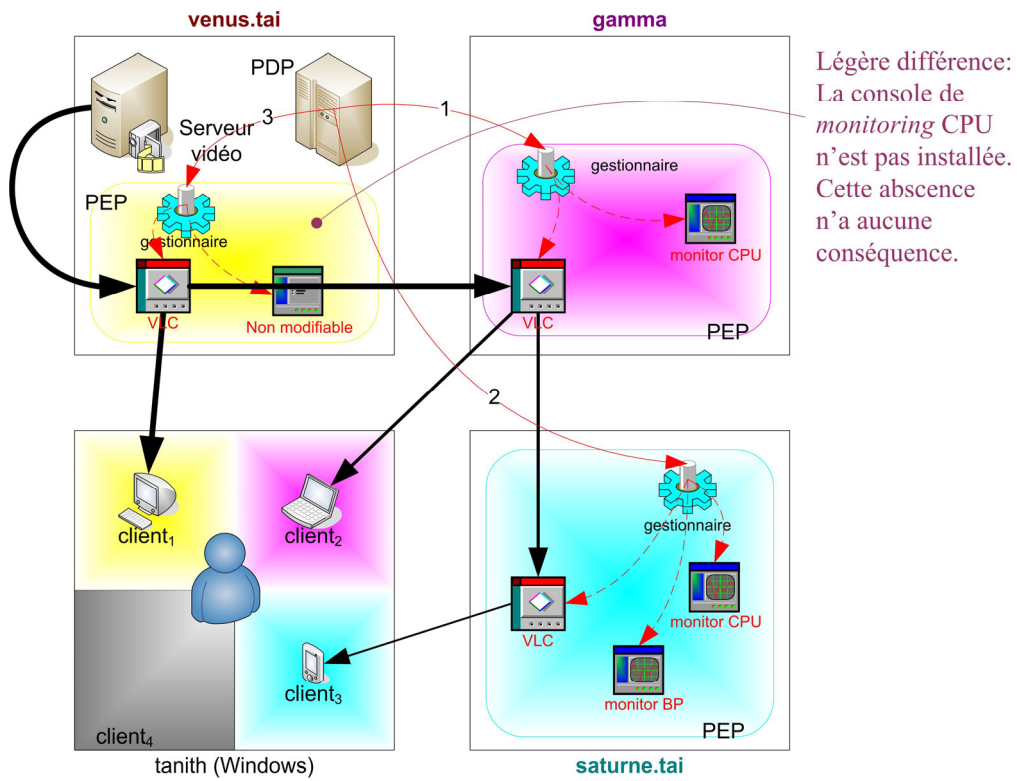 venus.tai
gamma
PDP
Serveur
vidéo
3
1
PEP
gestionnaire
VLC
Non modifiable
gestionnaire
monitor CPU
VLC
PEP
Légère différence:
La console de
monitoring CPU
n'est pas installée.
Cette abscence
n'a aucune
conséquence.
2
client1
client2
client3
client4
tanith (Windows)
gestionnaire
VLC
monitor CPU
monitor BP
PEP
saturne.tai